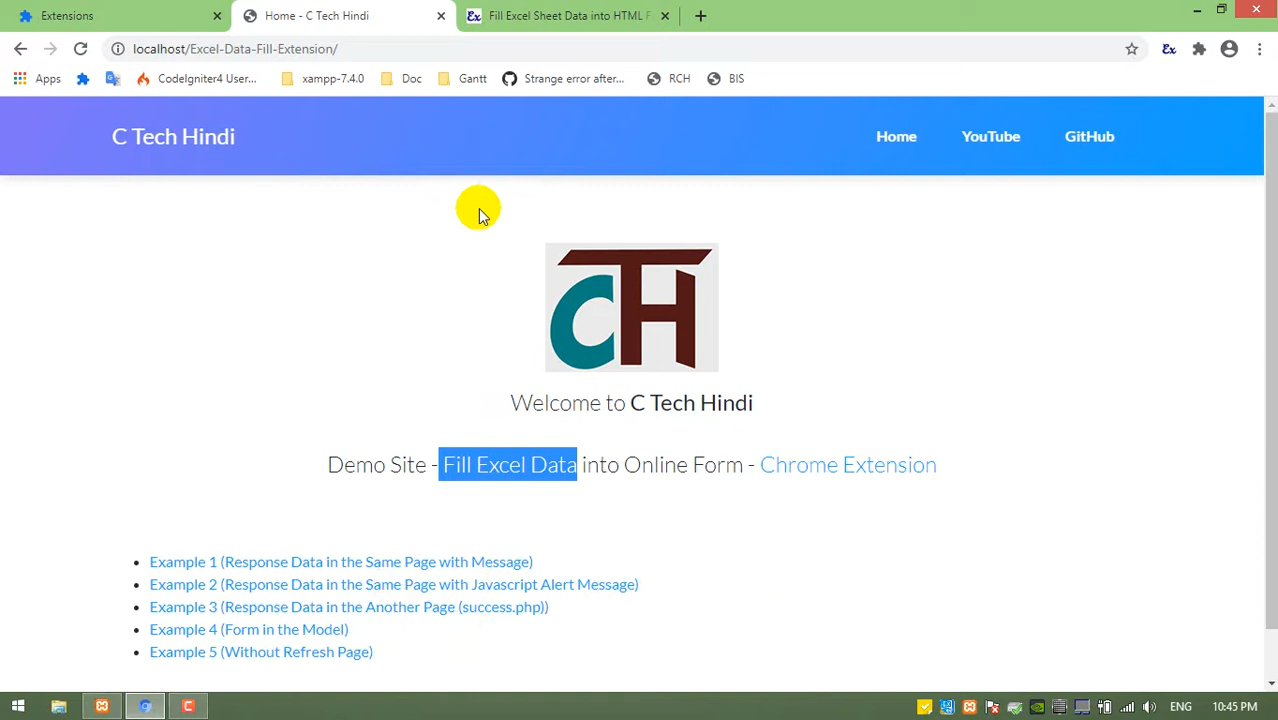 Extensions
Home - C Tech Hindi
Fill Excel Sheet Data into HTML F
localhost/Excel-Data-Fill-Extension/
Apps
CodeIgniter4 User...
xampp-7.4.0
Doc
Gantt
Strange error after...
RCH
BIS
C Tech Hindi
Home
YouTube
GitHub
CTH
Welcome to C Tech Hindi
Demo Site - Fill Excel Data into Online Form - Chrome Extension
• Example 1 (Response Data in the Same Page with Message)
• Example 2 (Response Data in the Same Page with Javascript Alert Message)
• Example 3 (Response Data in the Another Page (success.php))
• Example 4 (Form in the Model)
• Example 5 (Without Refresh Page)
ENG
10:45 PM